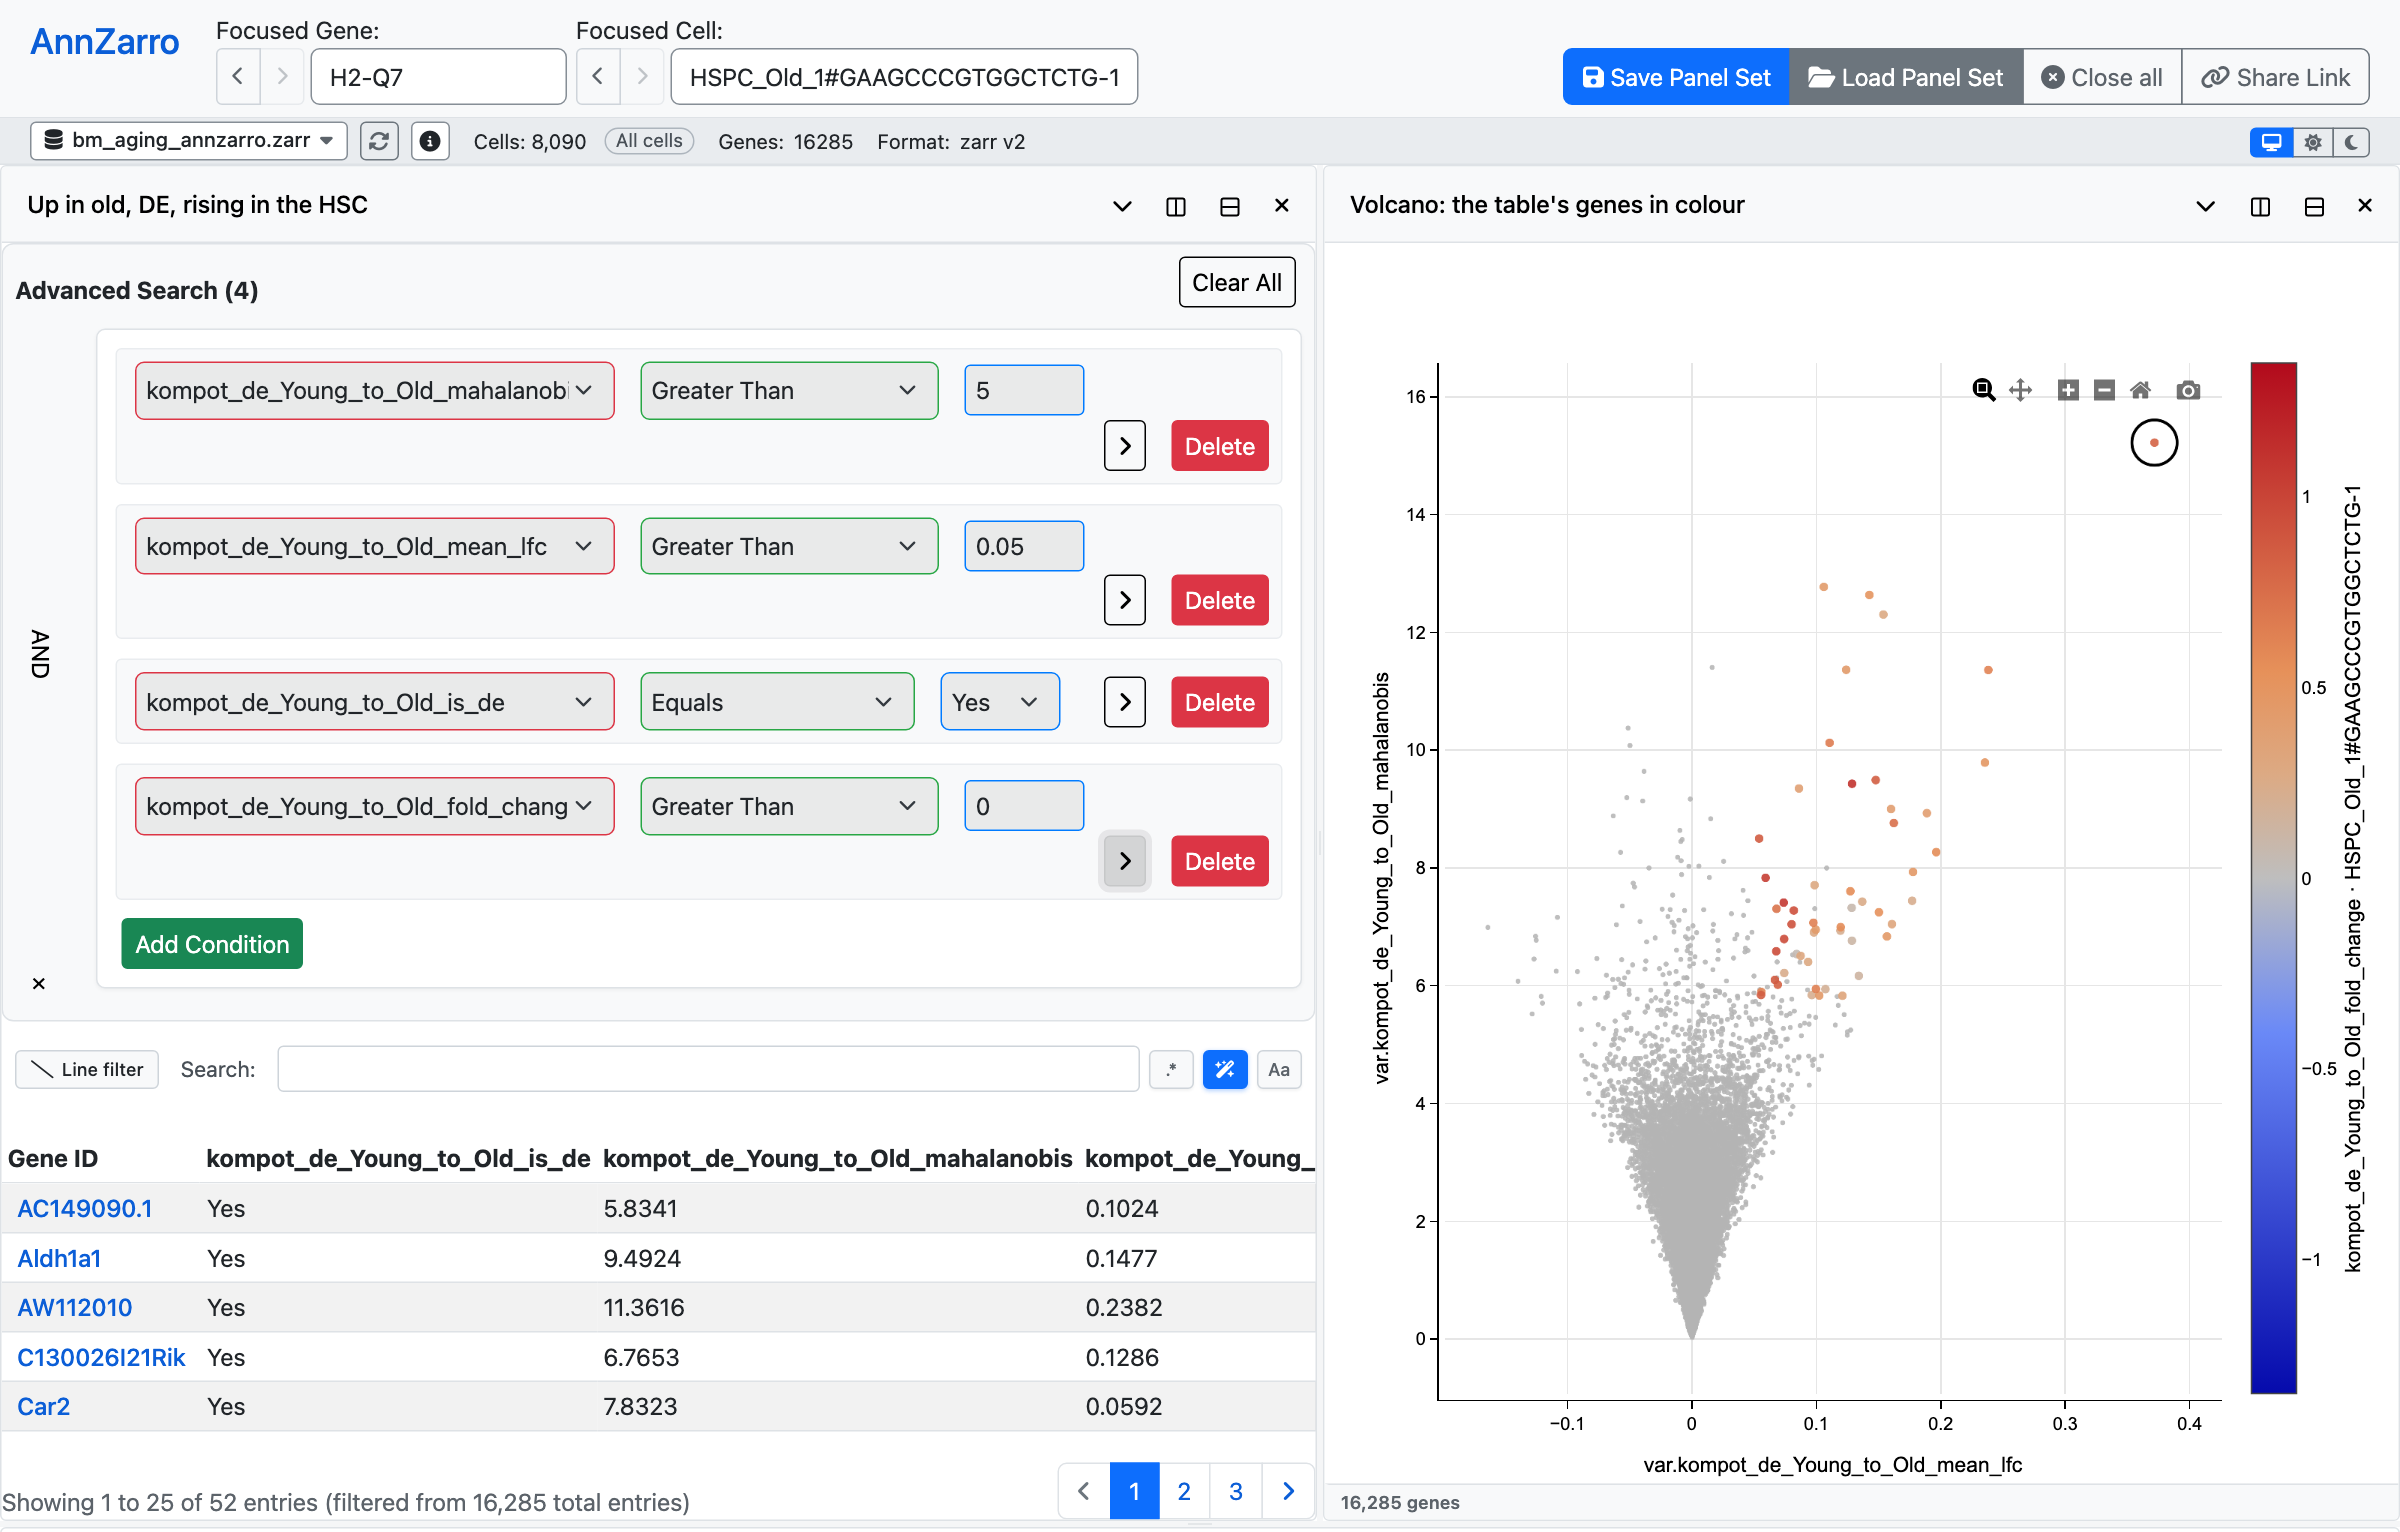 AnnZarro
Focused Gene:
H2-Q7
Focused Cell:
HSPC_Old_1#GAAGCCCGTGGCTCTG-1
Save Panel Set
Load Panel Set
Close all
Share Link
bm_aging_annzarro.zarr
Cells: 8,090
All cells
Genes: 16285
Format: zarr v2
Up in old, DE, rising in the HSC
Advanced Search (4)
Clear All
AND
kompot_de_Young_to_Old_mahalanobi
Greater Than
5
Delete
kompot_de_Young_to_Old_mean_lfc
Greater Than
0.05
Delete
kompot_de_Young_to_Old_is_de
Equals
Yes
Delete
kompot_de_Young_to_Old_fold_chang
Greater Than
0
Delete
Add Condition
Line filter
Search:
.*
Aa
Gene ID kompot_de_Young_to_Old_is_de kompot_de_Young_to_Old_mahalanobis kompot_de_Young_
AC149090.1 Yes 5.8341 0.1024
Aldh1a1 Yes 9.4924 0.1477
AW112010 Yes 11.3616 0.2382
C130026I21Rik Yes 6.7653 0.1286
Car2 Yes 7.8323 0.0592
Showing 1 to 25 of 52 entries (filtered from 16,285 total entries)
1 2 3
Volcano: the table's genes in colour
var.kompot_de_Young_to_Old_mahalanobis
16
14
12
10
8
6
4
2
0
−0.1 0 0.1 0.2 0.3 0.4
var.kompot_de_Young_to_Old_mean_lfc
1
0.5
0
−0.5
−1
kompot_de_Young_to_Old_fold_change · HSPC_Old_1#GAAGCCCGTGGCTCTG-1
16,285 genes